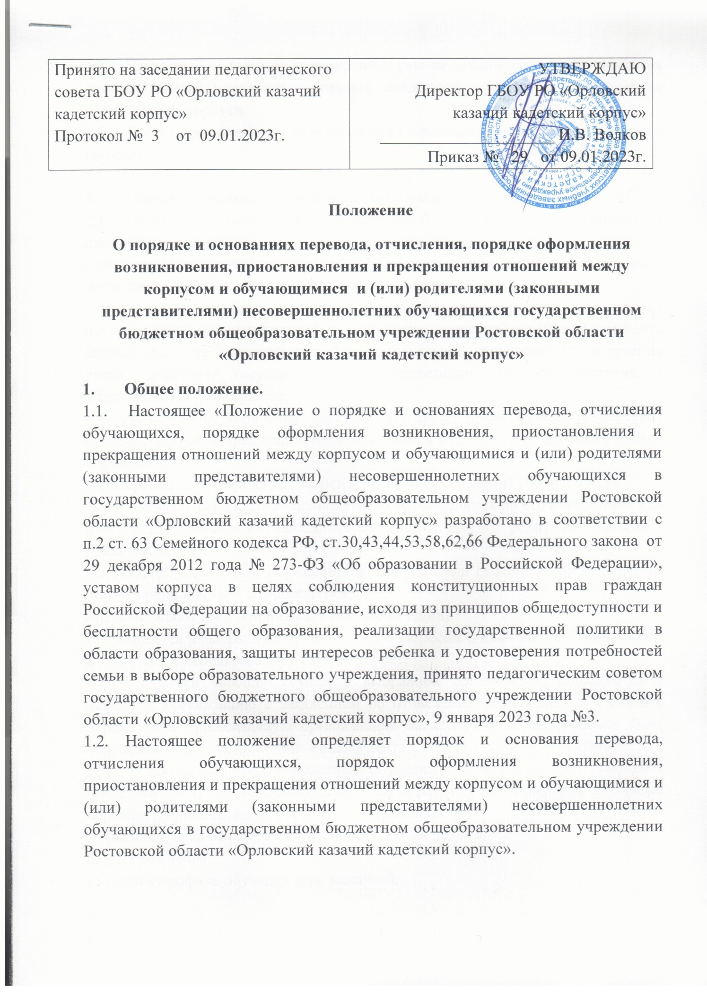 Принято на заседании педагогического
совета ГБОУ РО «Орловский казачий
кадетский корпус»
Протокол № 3 от 09.01.2023г.
УТВЕРЖДАЮ
Директор ГБОУ РО «Орловский
казачий кадетский корпус»
И.В. Волков
Приказ № 29 от 09.01.2023г.
Положение
О порядке и основаниях перевода, отчисления, порядке оформления
возникновения, приостановления и прекращения отношений между
корпусом и обучающимися и (или) родителями (законными
представителями) несовершеннолетних обучающихся государственном
бюджетном общеобразовательном учреждении Ростовской области
«Орловский казачий кадетский корпус»
1. Общее положение.
1.1. Настоящее «Положение о порядке и основаниях перевода, отчисления
обучающихся, порядке оформления возникновения, приостановления и
прекращения отношений между корпусом и обучающимися и (или) родителями
(законными представителями) несовершеннолетних обучающихся в
государственном бюджетном общеобразовательном учреждении Ростовской
области «Орловский казачий кадетский корпус» разработано в соответствии с
п.2 ст. 63 Семейного кодекса РФ, ст.30,43,44,53,58,62,66 Федерального закона от
29 декабря 2012 года № 273-ФЗ «Об образовании в Российской Федерации»,
уставом корпуса в целях соблюдения конституционных прав граждан
Российской Федерации на образование, исходя из принципов общедоступности и
бесплатности общего образования, реализации государственной политики в
области образования, защиты интересов ребенка и удостоверения потребностей
семьи в выборе образовательного учреждения, принято педагогическим советом
государственного бюджетного общеобразовательного учреждении Ростовской
области «Орловский казачий кадетский корпус», 9 января 2023 года №3.
1.2. Настоящее положение определяет порядок и основания перевода,
отчисления обучающихся, порядок оформления возникновения,
приостановления и прекращения отношений между корпусом и обучающимися и
(или) родителями (законными представителями) несовершеннолетних
обучающихся в государственном бюджетном общеобразовательном учреждении
Ростовской области «Орловский казачий кадетский корпус».